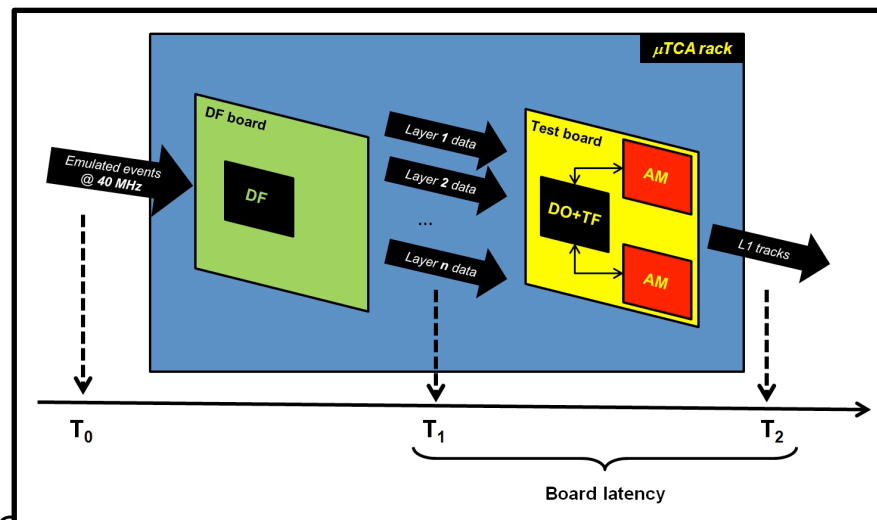 μTCA rack
DF board
Layer 1 data
Test board
Emulated events
@ 40 MHz
DF
Layer 2 data
...
Layer n data
AM
DO+TF
AM
L1 tracks
T0
T1
T2
Board latency